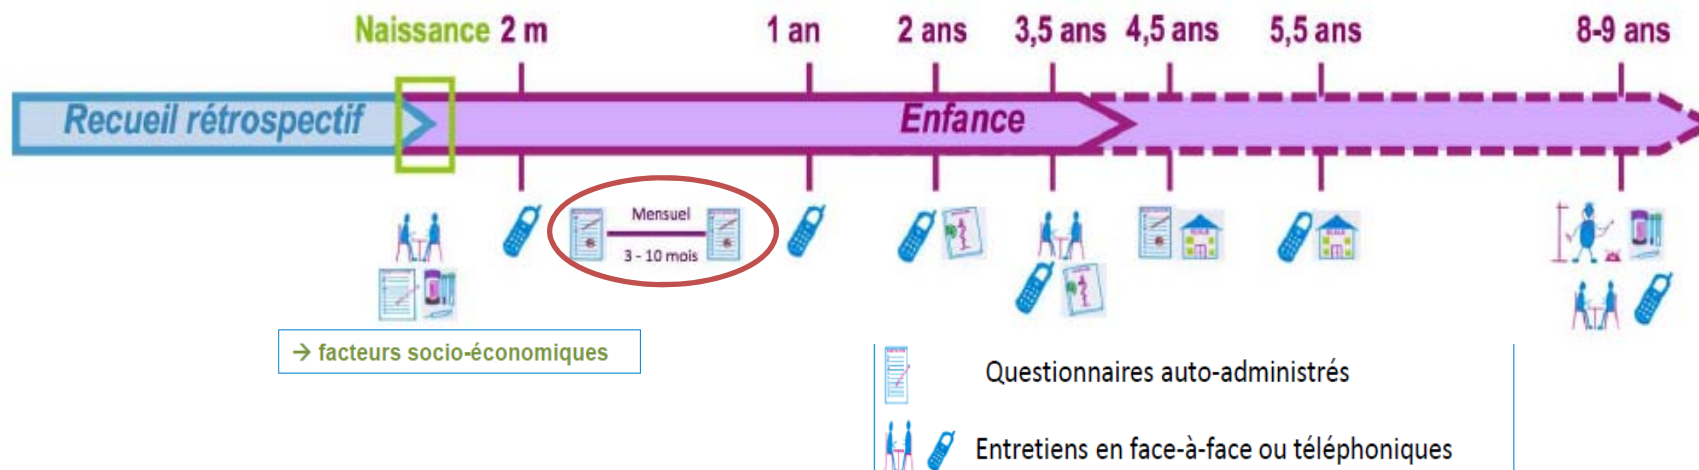 Naissance 2 m 1 an 2 ans 3,5 ans 4,5 ans 5,5 ans 8-9 ans
Recueil rétrospectif Enfance
Mensuel
3 - 10 mois
→ facteurs socio-économiques
Questionnaires auto-administrés
Entretiens en face-à-face ou téléphoniques